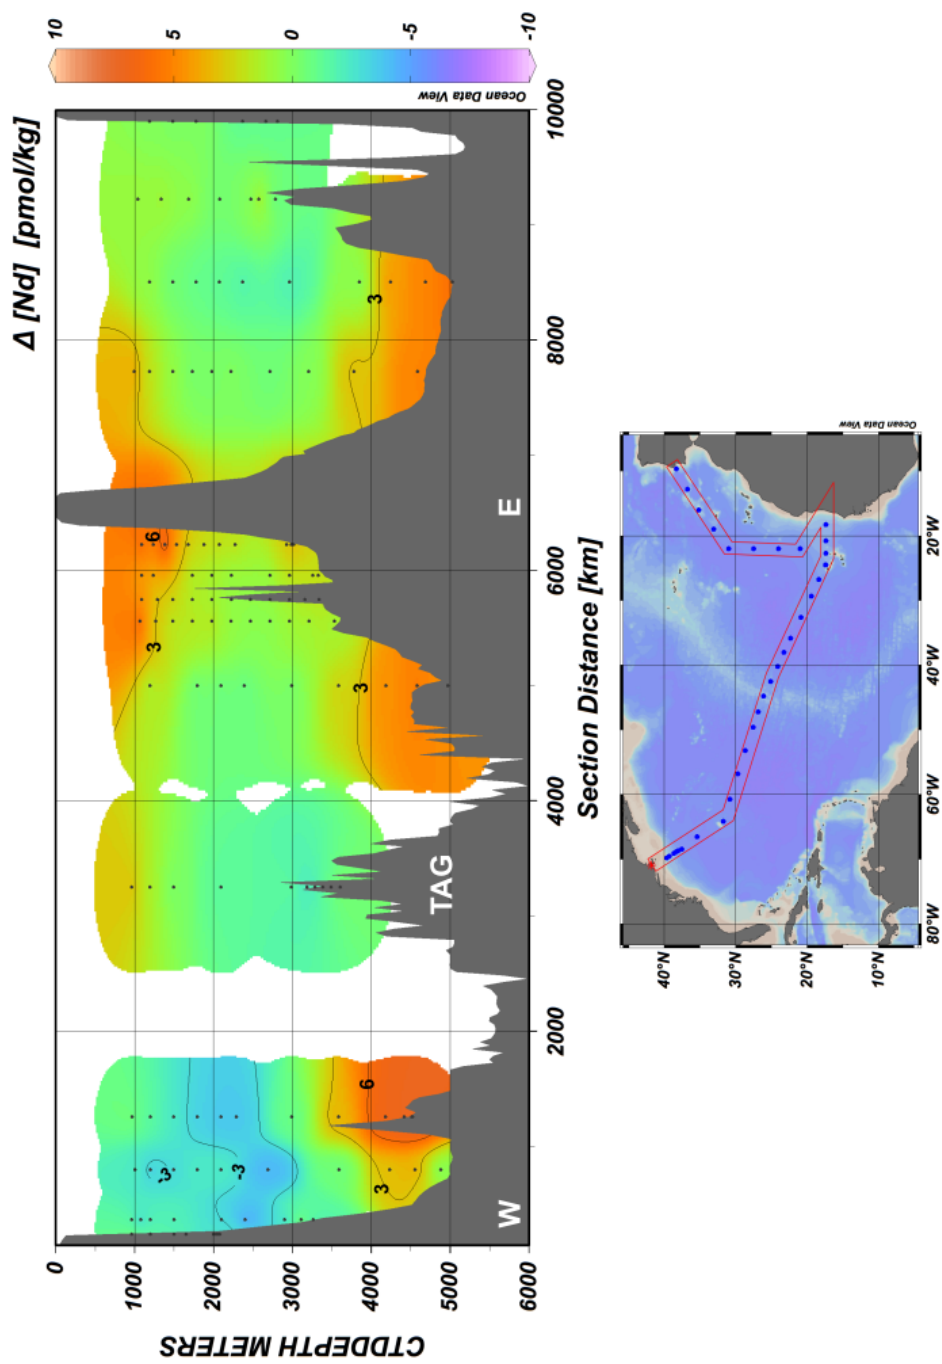 Δ [Nd] [pmol/kg]
10
5
0
-5
-10
Ocean Data View
CTDDEPTH METERS
0
1000
2000
3000
4000
5000
6000
-3
-3
3
6
3
3
6
3
W
TAG
E
2000
4000
6000
8000
10000
Section Distance [km]
40°N
30°N
20°N
10°N
80°W
60°W
40°W
20°W
Ocean Data View